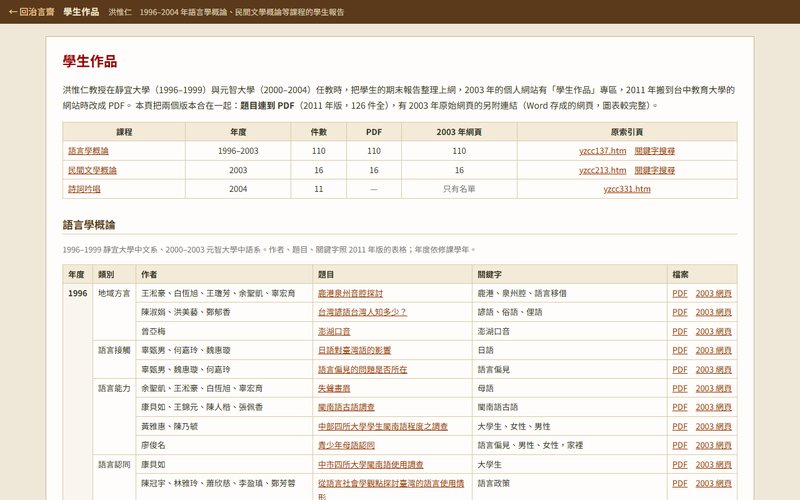 ← 回治言齋 學生作品 洪惟仁 1996–2004 年語言學概論、民間文學概論等課程的學生報告
學生作品
洪惟仁教授在靜宜大學（1996–1999）與元智大學（2000–2004）任教時，把學生的期末報告整理上網，2003 年的個人網站有「學生作品」專區，2011 年搬到台中教育大學的
網站時改成 PDF。 本頁把兩個版本合在一起：題目連到 PDF（2011 年版，126 件全），有 2003 年原始網頁的另附連結（Word 存成的網頁，圖表較完整）。
課程 年度 件數 PDF 2003 年網頁 原索引頁
語言學概論 1996–2003 110 110 110 yzcc137.htm 關鍵字搜尋
民間文學概論 2003 16 16 16 yzcc213.htm 關鍵字搜尋
詩詞吟唱 2004 11 — 只有名單 yzcc331.htm
語言學概論
1996–1999 靜宜大學中文系、2000–2003 元智大學中語系。作者、題目、關鍵字照 2011 年版的表格；年度依修課學年。
年度 類別 作者 題目 關鍵字 檔案
1996 地域方言 王淞豪、白恆旭、王瓊芳、余聖凱、辜宏育 鹿港泉州音腔探討 鹿港、泉州腔、語言移借 PDF 2003 網頁
陳淑娟、洪美藝、鄭郁香 台灣諺語台灣人知多少？ 諺語、俗語、俚語 PDF 2003 網頁
曾亞梅 澎湖口音 澎湖口音 PDF 2003 網頁
語言接觸 辜甄男、何嘉玲、魏惠璇 日語對臺灣語的影響 日語 PDF 2003 網頁
辜甄男、魏惠璇、何嘉玲 語言偏見的問題是否所在 語言偏見 PDF 2003 網頁
語言能力 余聖凱、王淞豪、白恆旭、辜宏育 失聲畫眉 母語 PDF 2003 網頁
康貝如、王錦元、陳人楷、張佩香 閩南語古語調查 閩南語古語 PDF 2003 網頁
黃雅惠、陳乃毓 中部四所大學學生閩南語程度之調查 大學生、女性、男性 PDF 2003 網頁
廖俊名 青少年母語認同 語言偏見、男性、女性，家裡 PDF 2003 網頁
語言認同 康貝如 中市四所大學閩南語使用調查 大學生 PDF 2003 網頁
陳冠宇、林雅玲、蕭欣慈、李盈瑱、鄭芳蓉 從語言社會學觀點探討臺灣的語言使用情 語言政策 PDF 2003 網頁
形